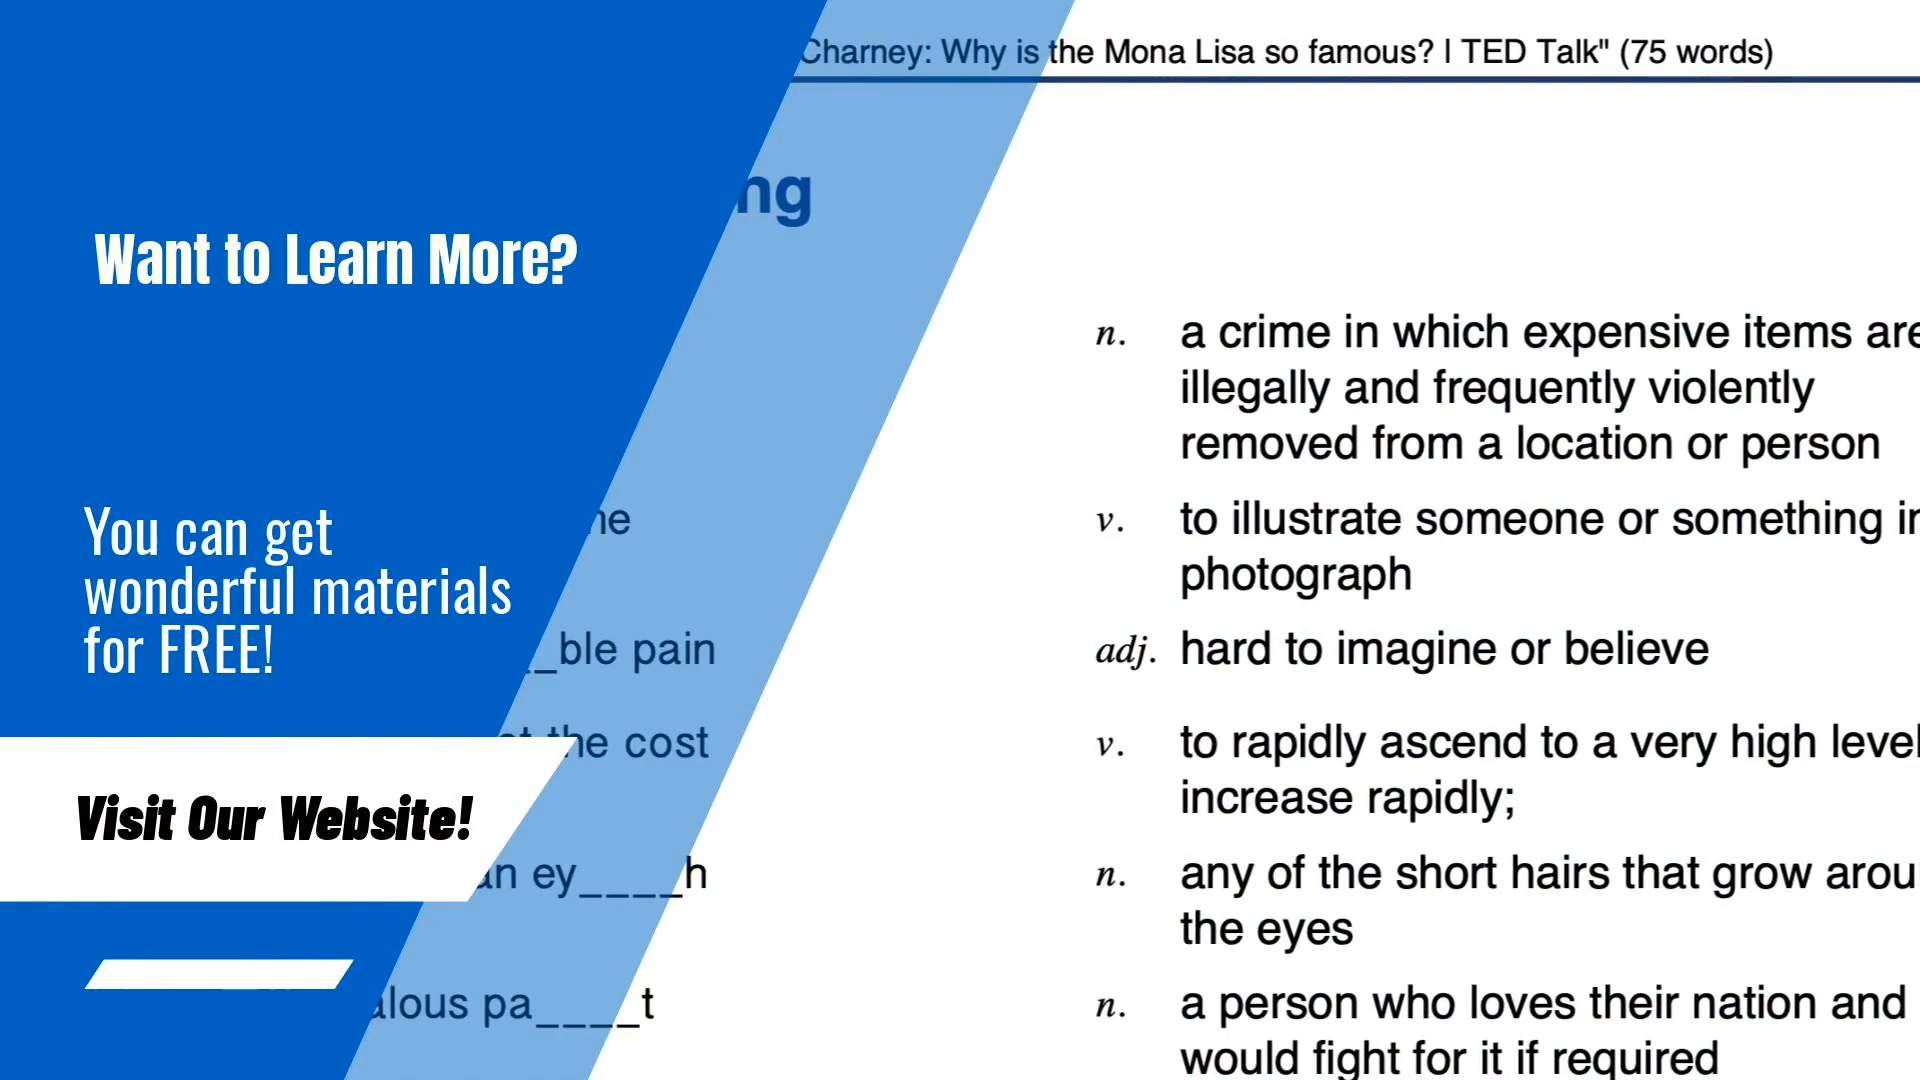 Charney: Why is the Mona Lisa so famous? | TED Talk" (75 words)
ng
Want to Learn More?
You can get
wonderful materials
for FREE!
Visit Our Website!
n. a crime in which expensive items are
illegally and frequently violently
removed from a location or person
he v. to illustrate someone or something in
photograph
_ble pain adj. hard to imagine or believe
the cost v. to rapidly ascend to a very high level
increase rapidly;
an ey____h n. any of the short hairs that grow arou
the eyes
alous pa____t n. a person who loves their nation and
would fight for it if required